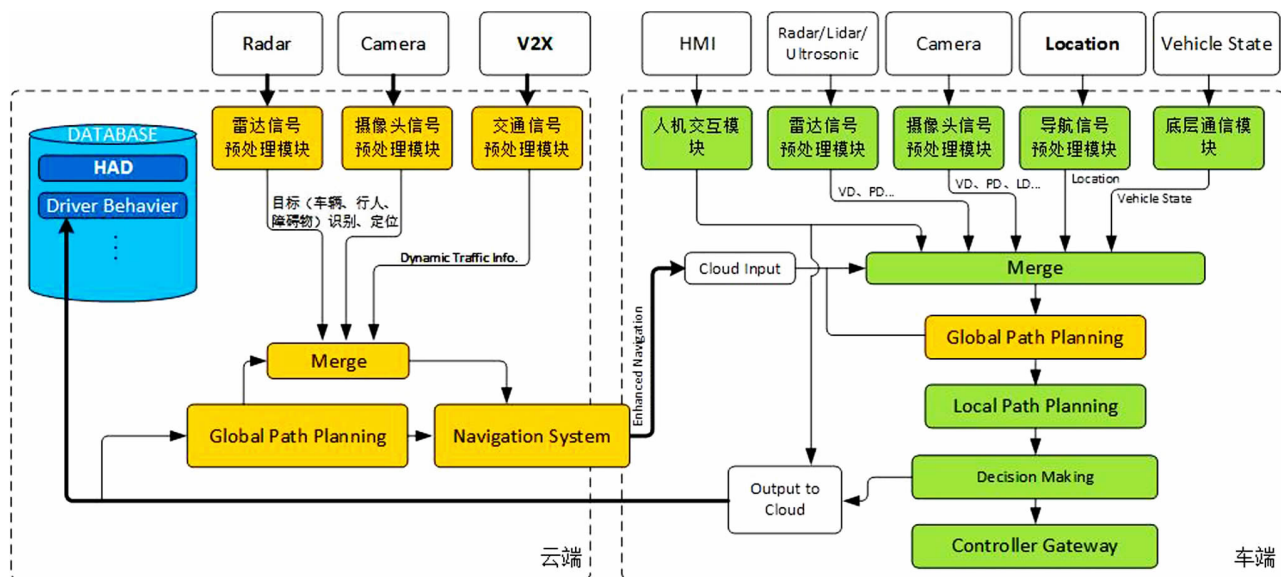 Radar
Camera
V2X
HMI
Radar/Lidar/
Ultrosonic
Camera
Location
Vehicle State
DATABASE
HAD
Driver Behavier
雷达信号
预处理模块
摄像头信号
预处理模块
交通信号
预处理模块
人机交互模
块
雷达信号
预处理模块
摄像头信号
预处理模块
导航信号
预处理模块
底层通信模
块
目标（车辆、行人、
障碍物）识别、定位
Dynamic Traffic Info.
VD、PD...
VD、PD、LD...
Location
Vehicle State
Enhanced Navigation
Cloud Input
Merge
Global Path Planning
Merge
Local Path Planning
Global Path Planning
Navigation System
Decision Making
Output to
Cloud
Controller Gateway
云端
车端